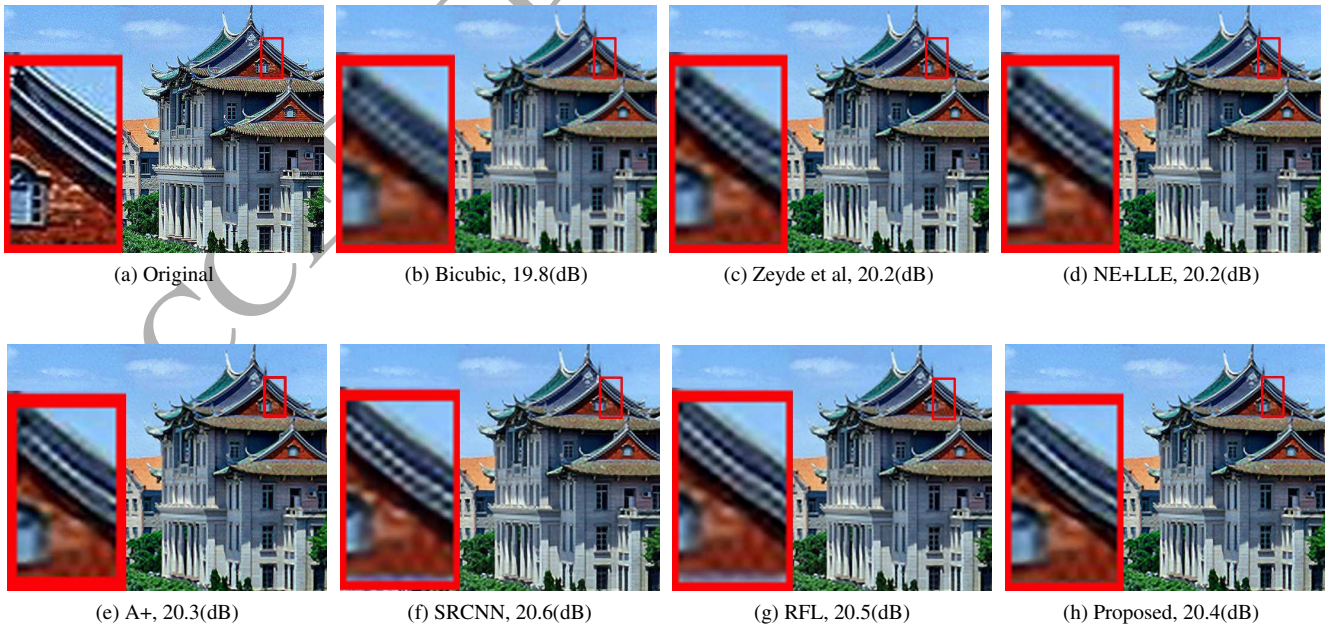 (a) Original
(b) Bicubic, 19.8(dB)
(c) Zeyde et al, 20.2(dB)
(d) NE+LLE, 20.2(dB)
(e) A+, 20.3(dB)
(f) SRCNN, 20.6(dB)
(g) RFL, 20.5(dB)
(h) Proposed, 20.4(dB)